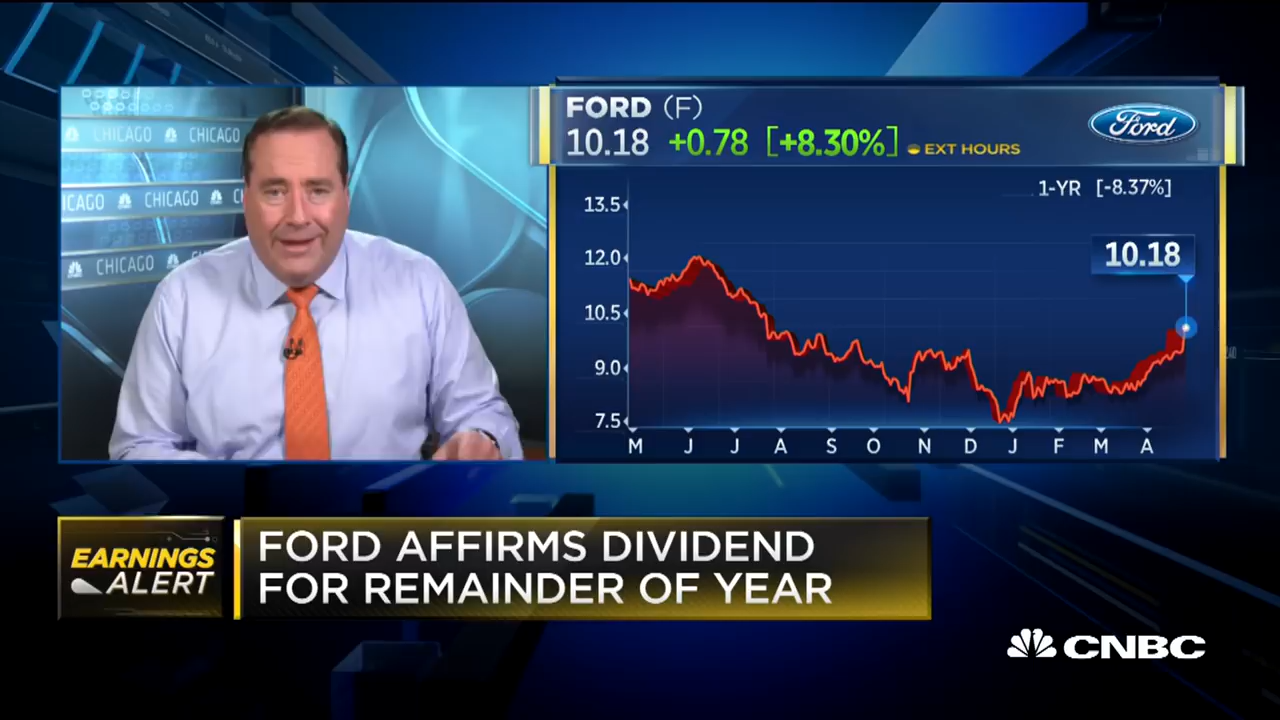 CHICAGO CHICAGO
ICAGO CHICAGO C
CHICAGO
FORD (F)
10.18 +0.78 [+8.30%] EXT HOURS
Ford
1-YR [-8.37%]
10.18
13.5
12.0
10.5
9.0
7.5
M J J A S O N D J F M A
EARNINGS
ALERT
FORD AFFIRMS DIVIDEND
FOR REMAINDER OF YEAR
CNBC